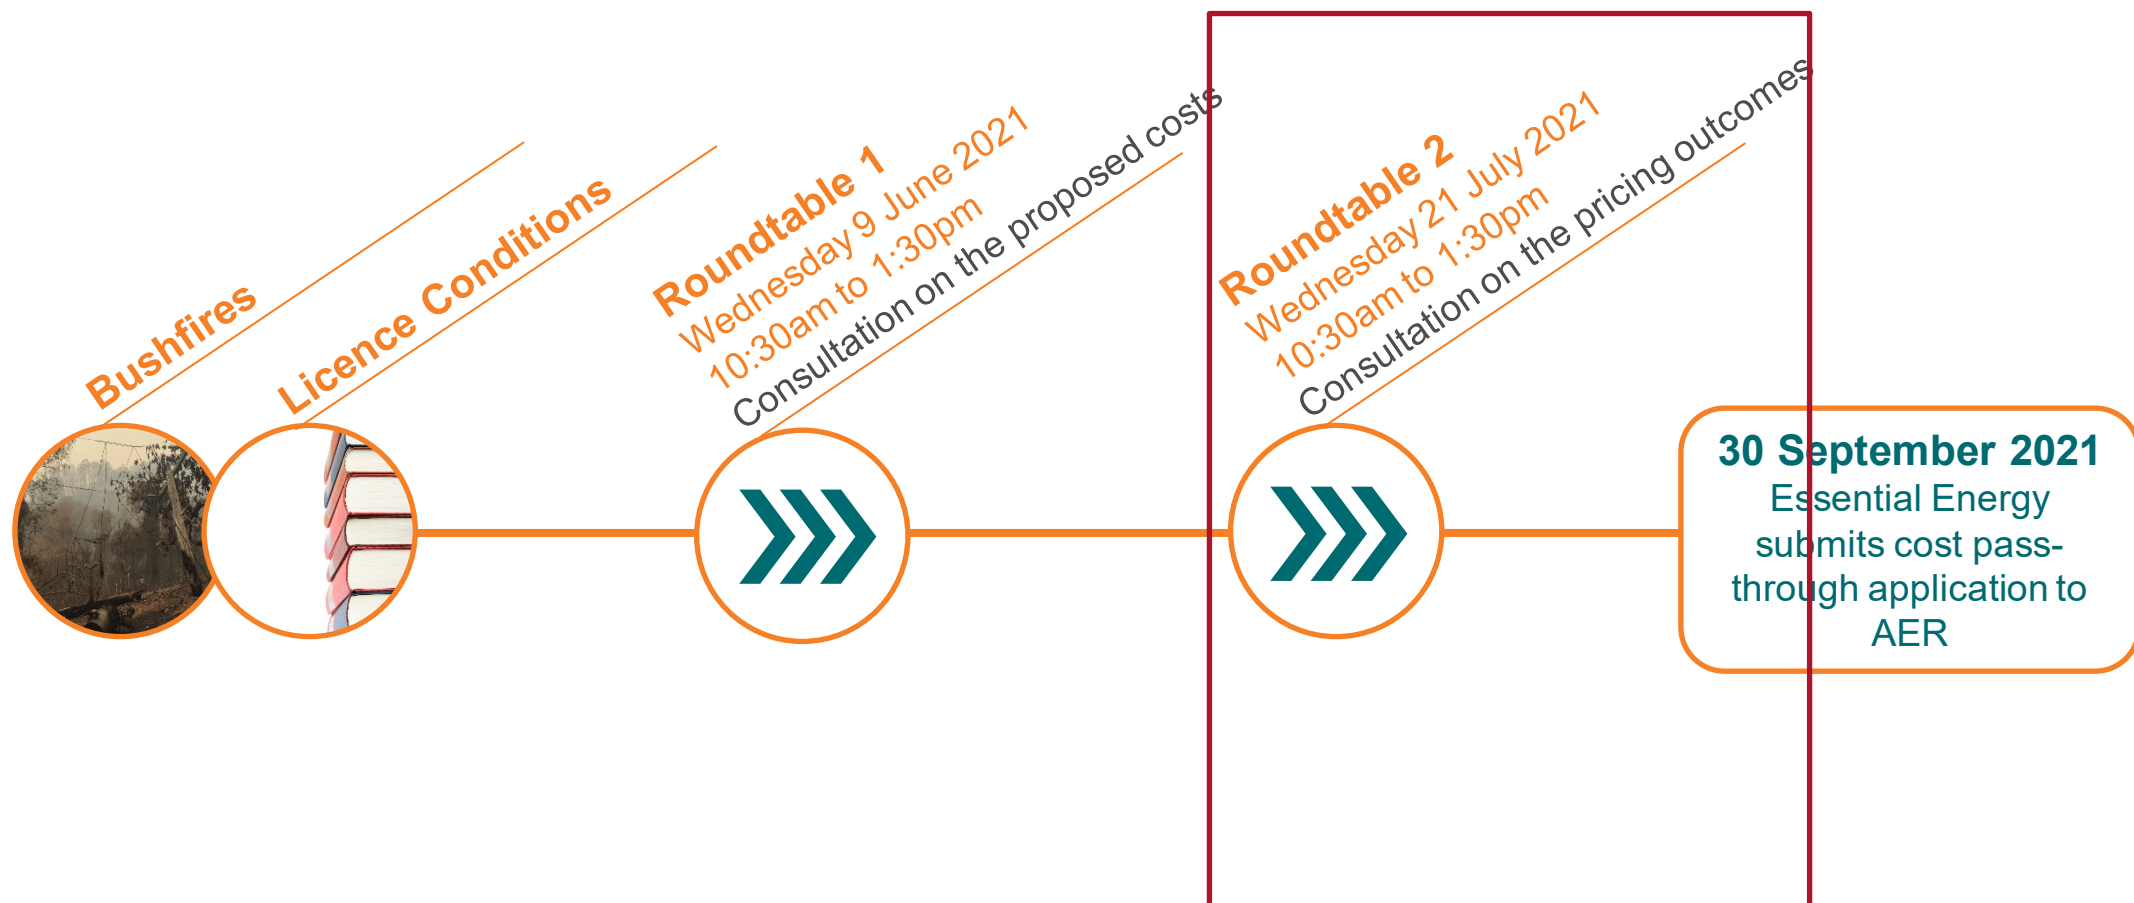 Bushfires
Licence Conditions
Roundtable 1
Wednesday 9 June 2021
10:30am to 1:30pm
Consultation on the proposed costs
Roundtable 2
Wednesday 21 July 2021
10:30am to 1:30pm
Consultation on the pricing outcomes
30 September 2021
Essential Energy
submits cost pass-
through application to
AER